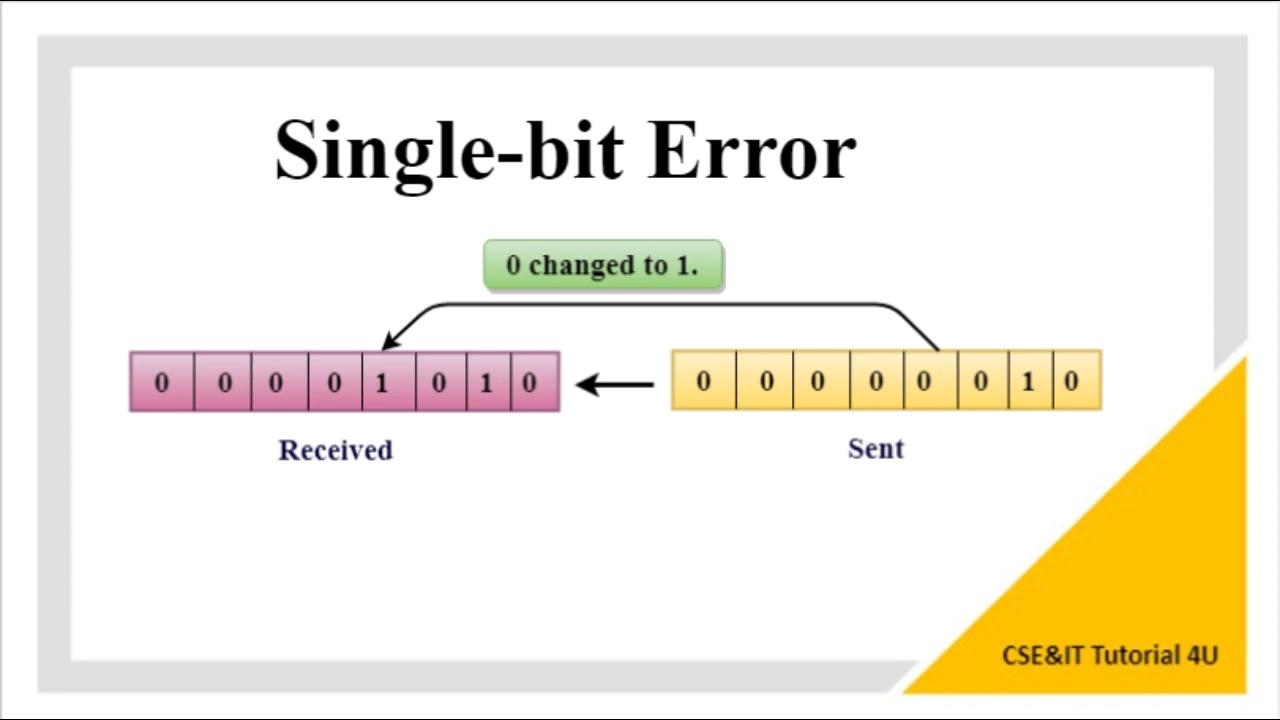 Single-bit Error
0 changed to 1.
0 0 0 0 1 0 1 0
0 0 0 0 0 0 1 0
Received
Sent
CSE&IT Tutorial 4U